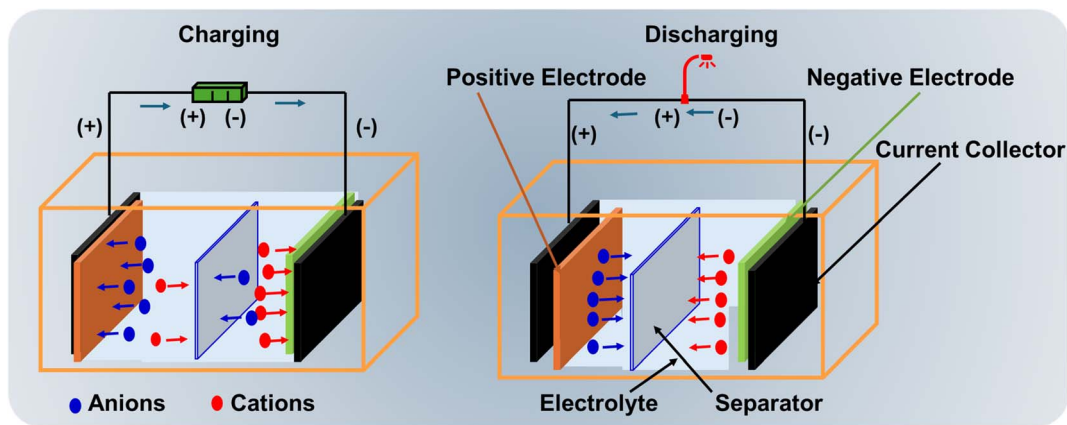 Charging
Discharging
Positive Electrode
Negative Electrode
(+) (+) (-) (-)
(+) (+) (-) (-)
Current Collector
Anions
Cations
Electrolyte
Separator